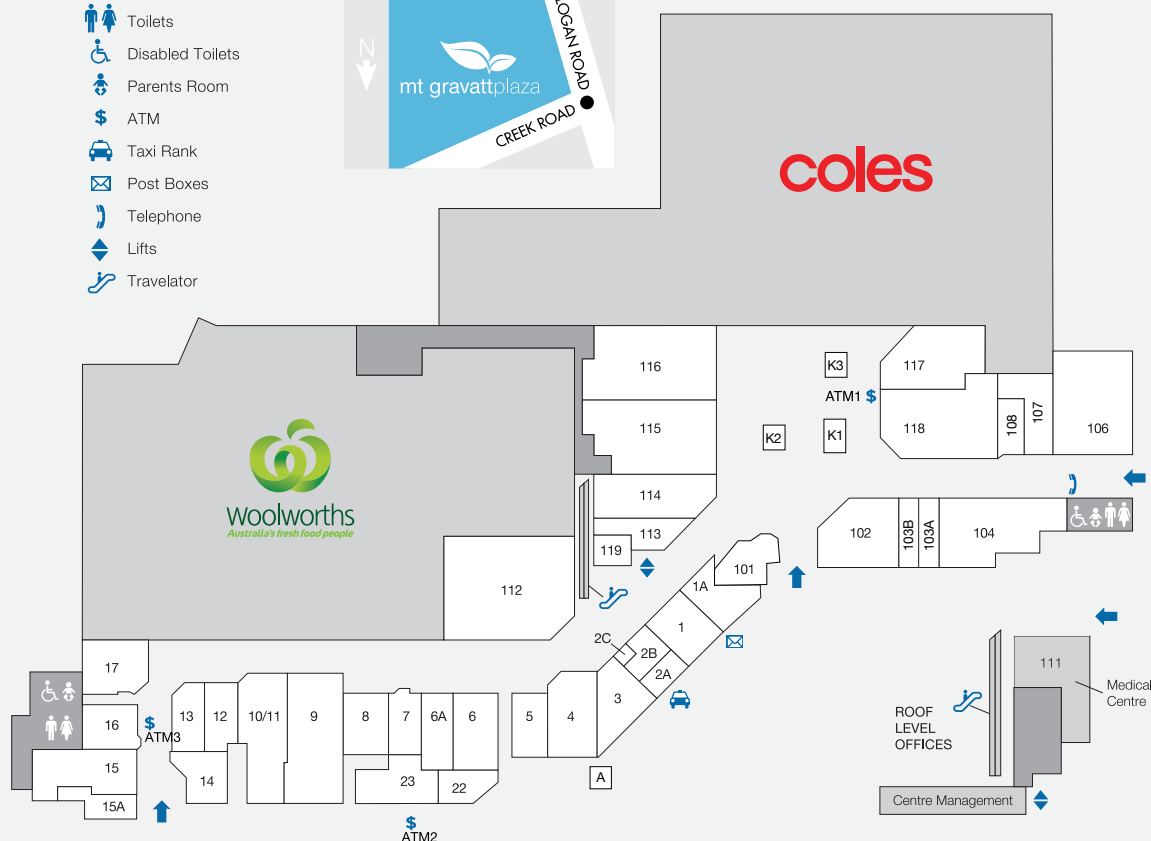 Toilets
Disabled Toilets
Parents Room
$ ATM
Taxi Rank
Post Boxes
Telephone
Lifts
Travelator
N
mt gravattplaza
LOGAN ROAD
CREEK ROAD
coles
Woolworths
Australia's fresh food people
116
115
114
113
119
112
K3
ATM1 $
K2
K1
117
118
108
107
106
102
103B
103A
104
101
1A
1
2C
2B
2A
3
4
5
A
17
16
$
ATM3
15
15A
13
12
10/11
9
8
7
6A
6
14
23
22
$
ATM2
111
Medical
Centre
ROOF
LEVEL
OFFICES
Centre Management